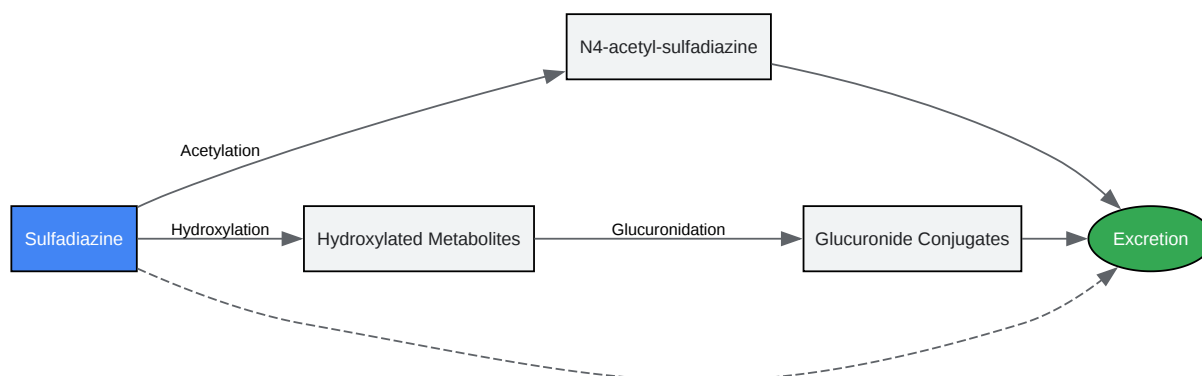 N4-acetyl-sulfadiazine
Acetylation
Sulfadiazine
Hydroxylation
Hydroxylated Metabolites
Glucuronidation
Glucuronide Conjugates
Excretion